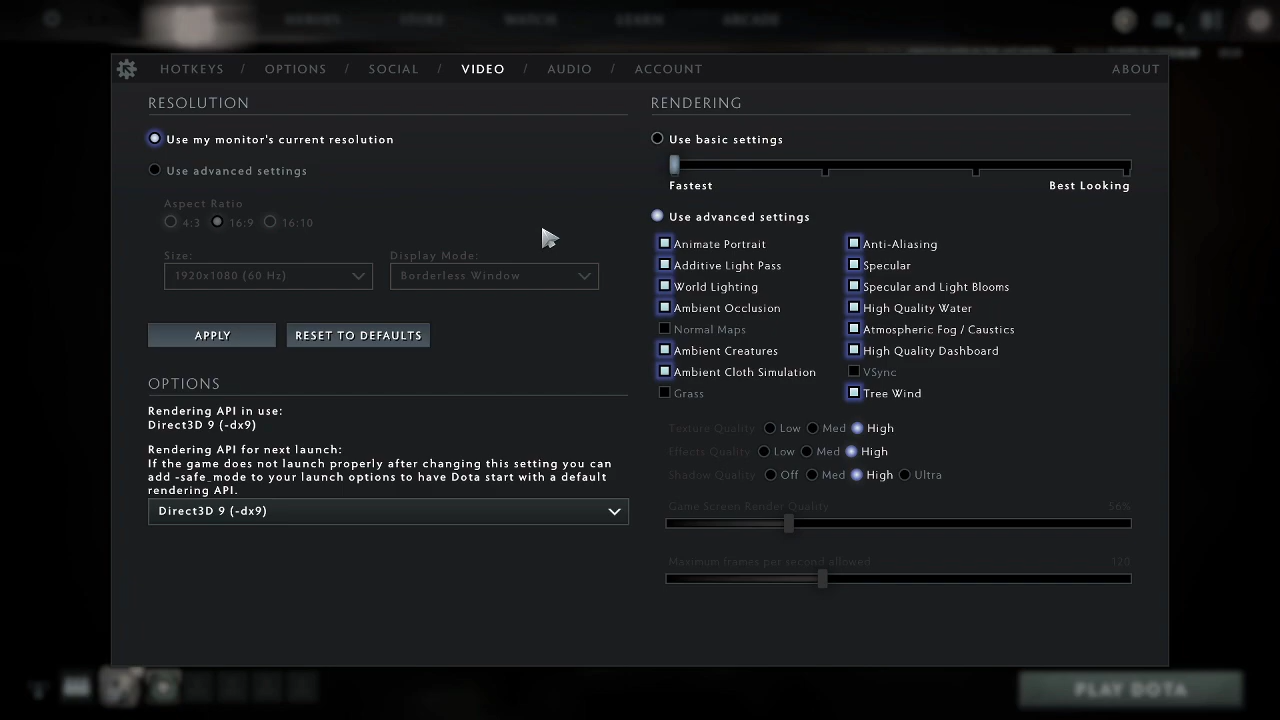 HEROES STORE WATCH LEARN ARCADE
HOTKEYS / OPTIONS / SOCIAL / VIDEO / AUDIO / ACCOUNT
ABOUT
RESOLUTION
Use my monitor's current resolution
Use advanced settings
Aspect Ratio
4:3 16:9 16:10
Size: Display Mode:
1920x1080 (60 Hz) Borderless Window
APPLY RESET TO DEFAULTS
OPTIONS
Rendering API in use:
Direct3D 9 (-dx9)
Rendering API for next launch:
If the game does not launch properly after changing this setting you can
add -safe_mode to your launch options to have Dota start with a default
rendering API.
Direct3D 9 (-dx9)
RENDERING
Use basic settings
Fastest Best Looking
Use advanced settings
Animate Portrait Anti-Aliasing
Additive Light Pass Specular
World Lighting Specular and Light Blooms
Ambient Occlusion High Quality Water
Normal Maps Atmospheric Fog / Caustics
Ambient Creatures High Quality Dashboard
Ambient Cloth Simulation VSync
Grass Tree Wind
Texture Quality Low Med High
Effects Quality Low Med High
Shadow Quality Off Med High Ultra
Game Screen Render Quality 56%
Maximum frames per second allowed 120
PLAY DOTA